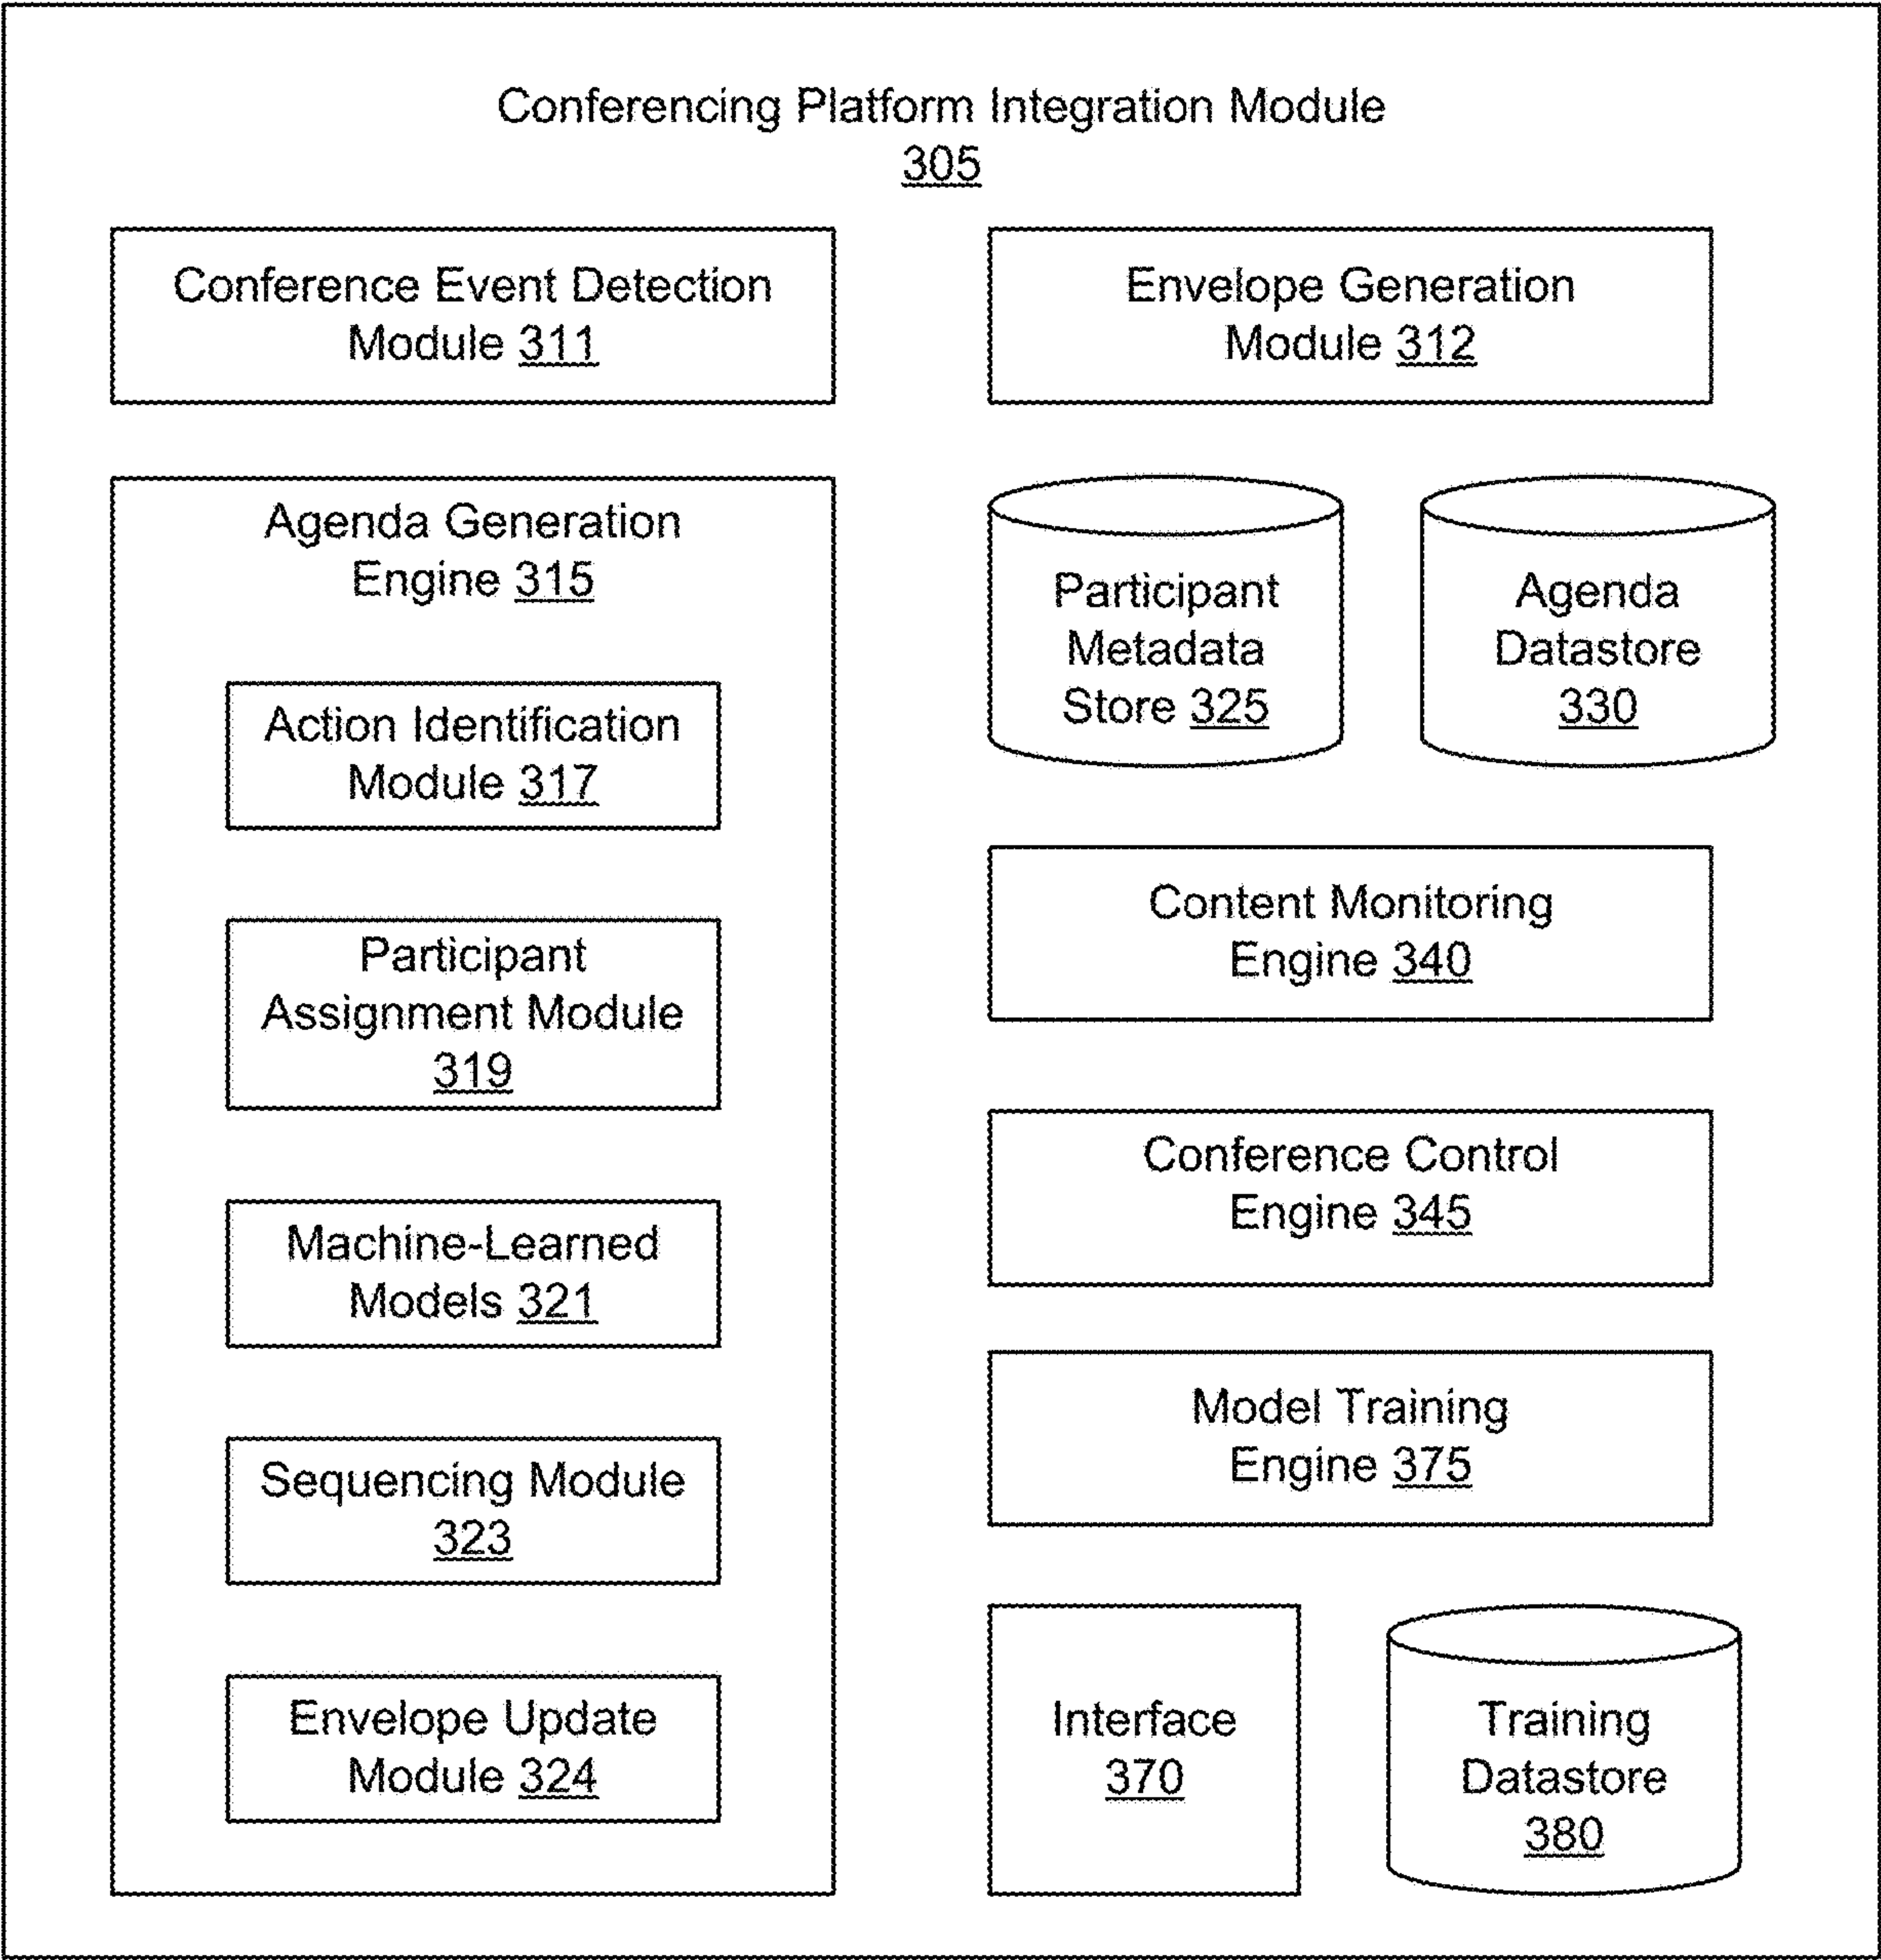 Conferencing Platform Integration Module
305
Conference Event Detection
Module 311
Envelope Generation
Module 312
Agenda Generation
Engine 315
Action Identification
Module 317
Participant
Assignment Module
319
Machine-Learned
Models 321
Sequencing Module
323
Envelope Update
Module 324
Participant
Metadata
Store 325
Agenda
Datastore
330
Content Monitoring
Engine 340
Conference Control
Engine 345
Model Training
Engine 375
Interface
370
Training
Datastore
380